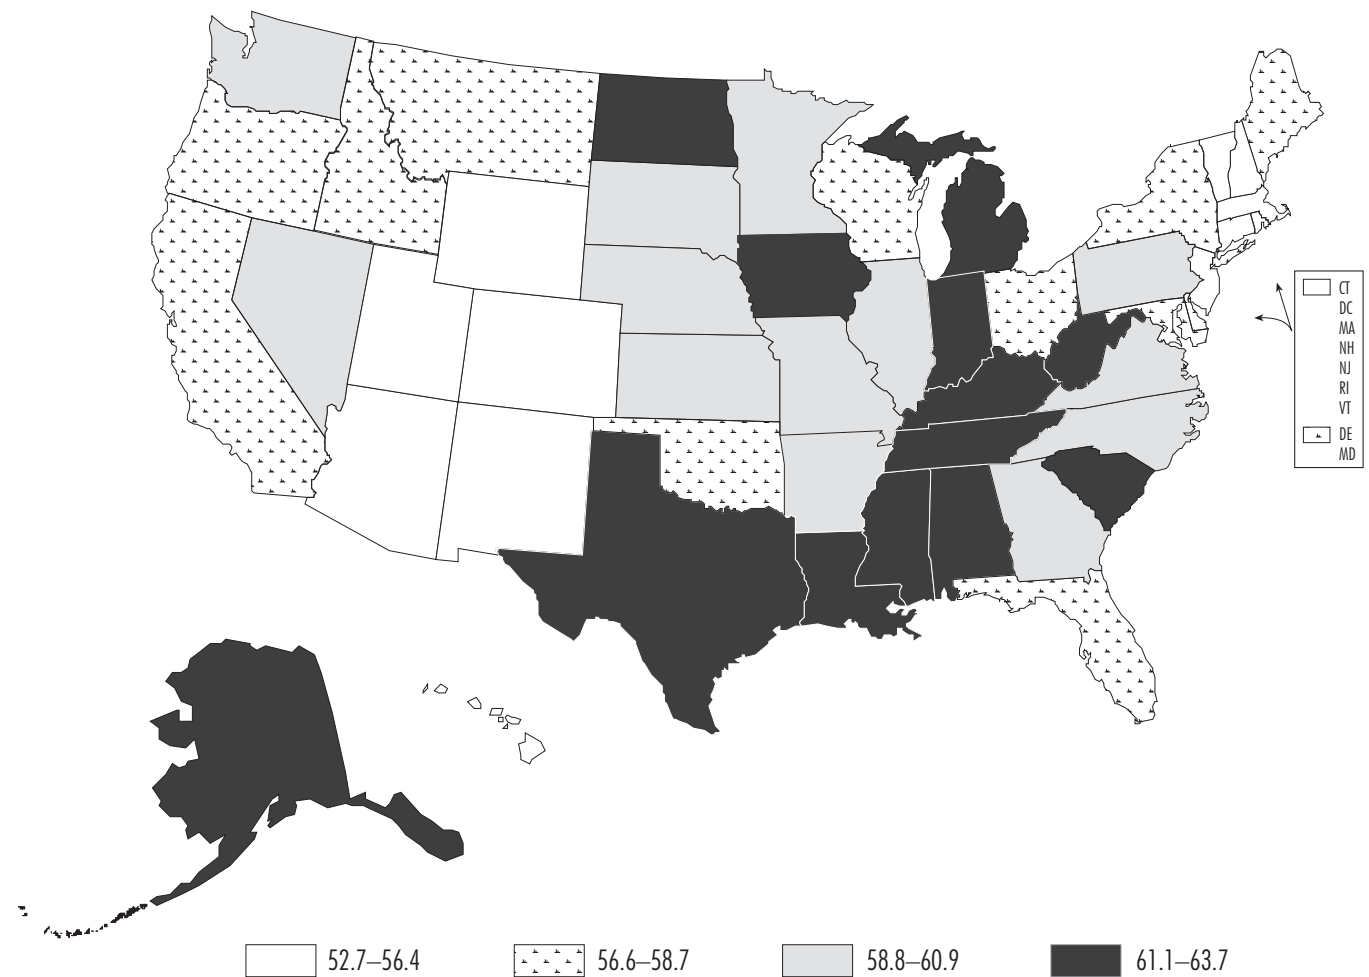 CT
DC
MA
NH
NJ
RI
VT
DE
MD
52.7–56.4
56.6–58.7
58.8–60.9
61.1–63.7